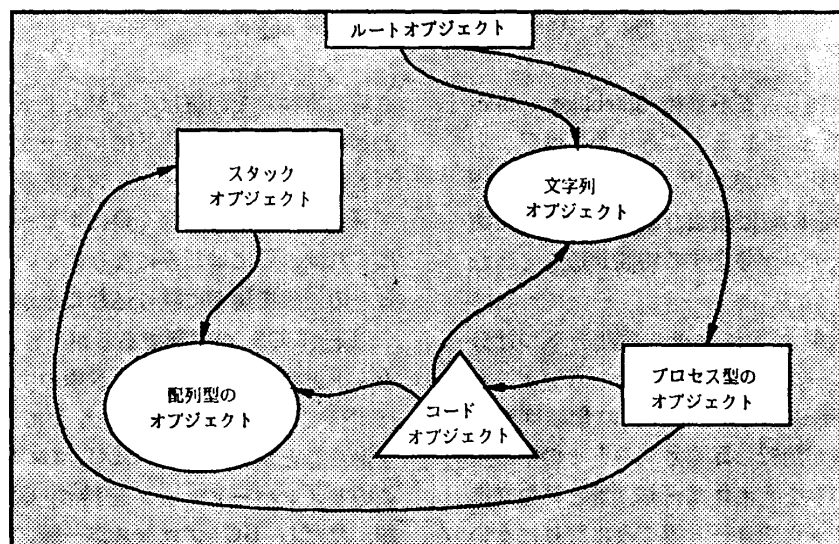 ルートオブジェクト
スタック
オブジェクト
文字列
オブジェクト
配列型の
オブジェクト
コード
オブジェクト
プロセス型の
オブジェクト